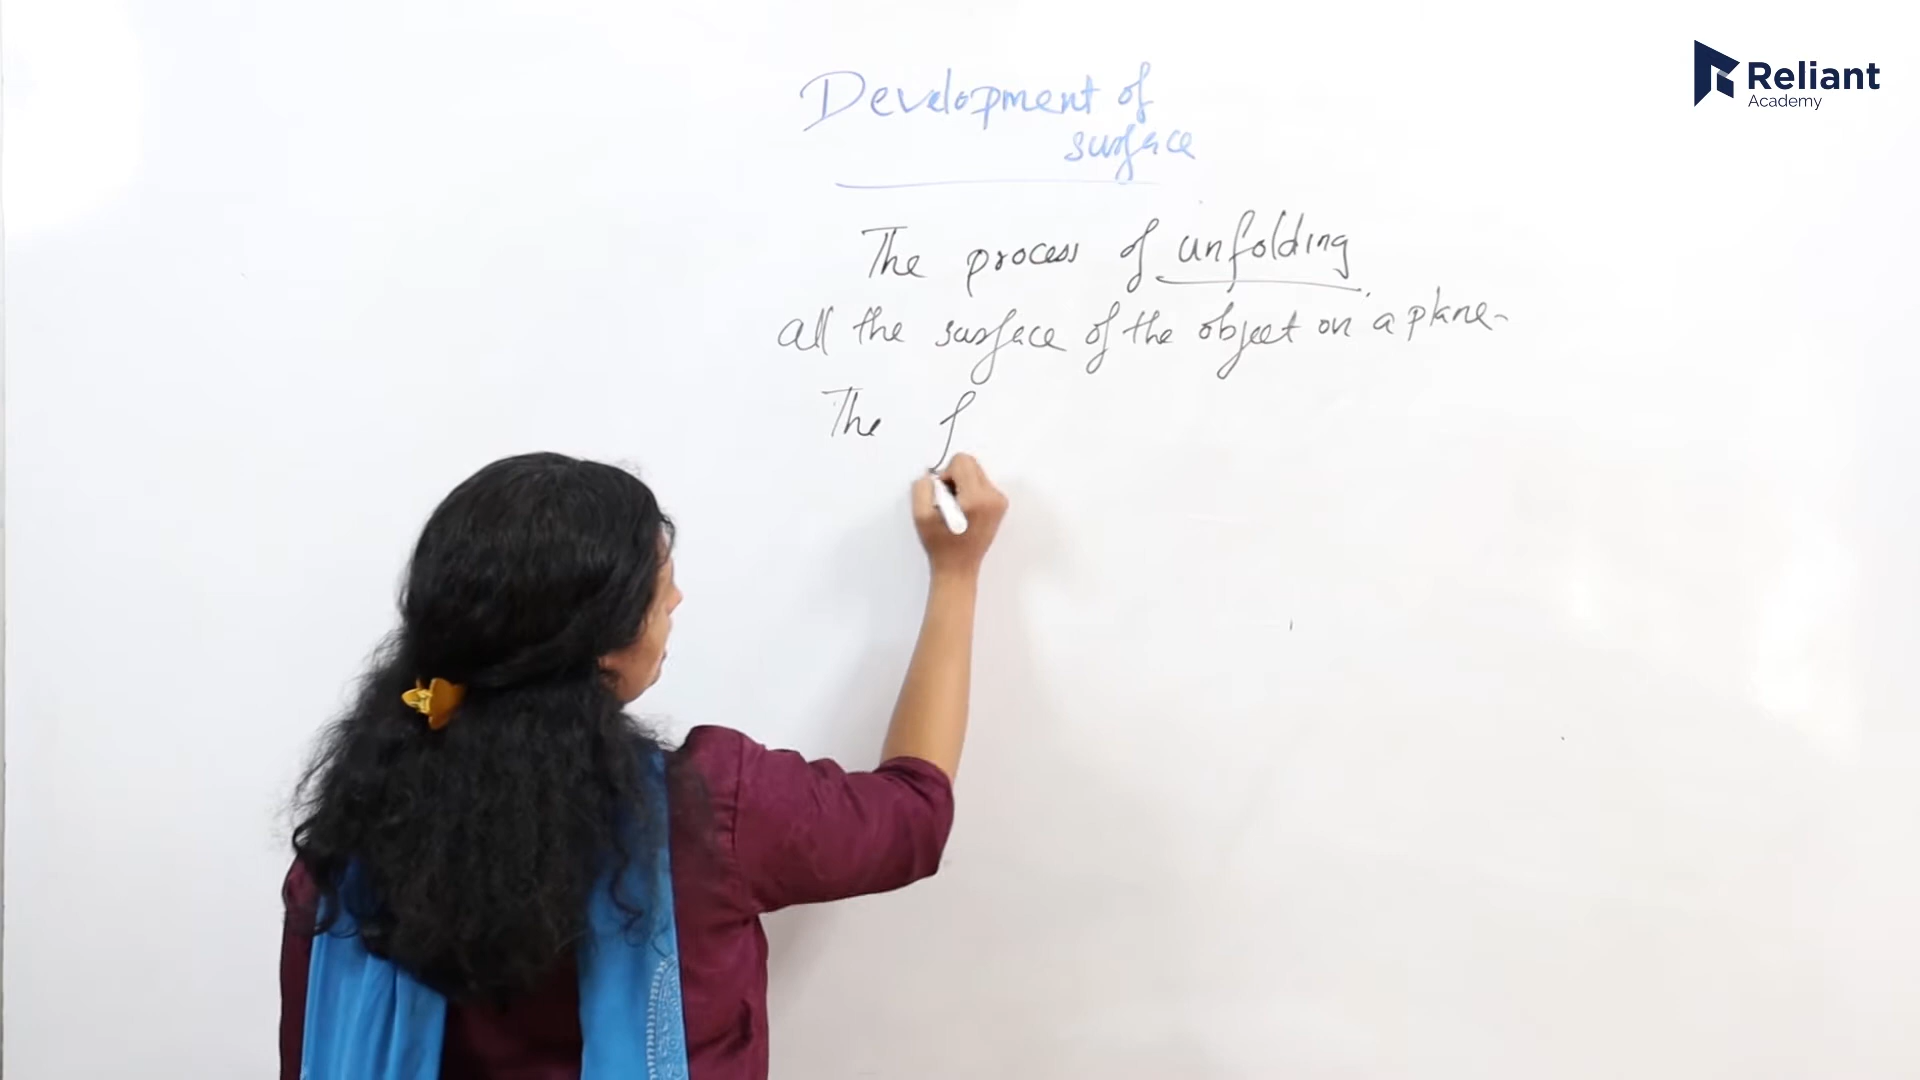 Reliant
Academy
Development of
surface
The process of unfolding
all the surface of the object on a plane.
The f